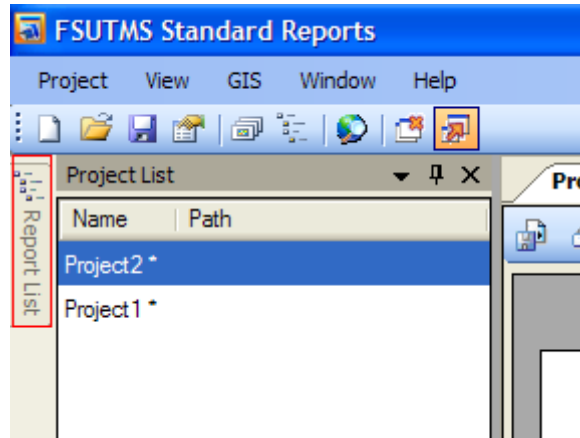 FSUTMS Standard Reports
Project View GIS Window Help
Project List
Report List
Name Path
Project2 *
Project1 *